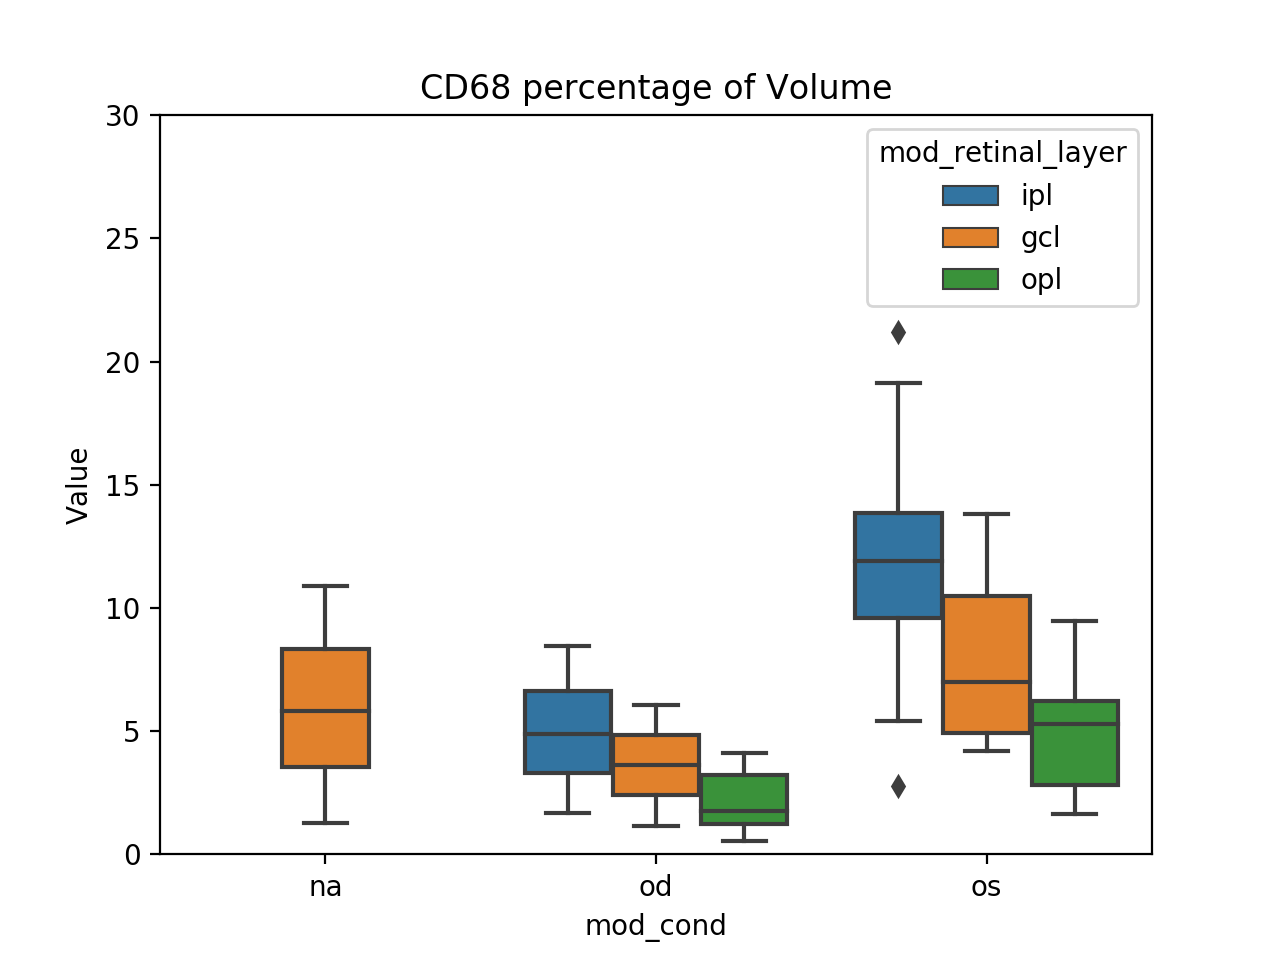 CD68 percentage of Volume
30
25
20
15
10
5
0
Value
mod_retinal_layer
ipl
gcl
opl
na
od
os
mod_cond